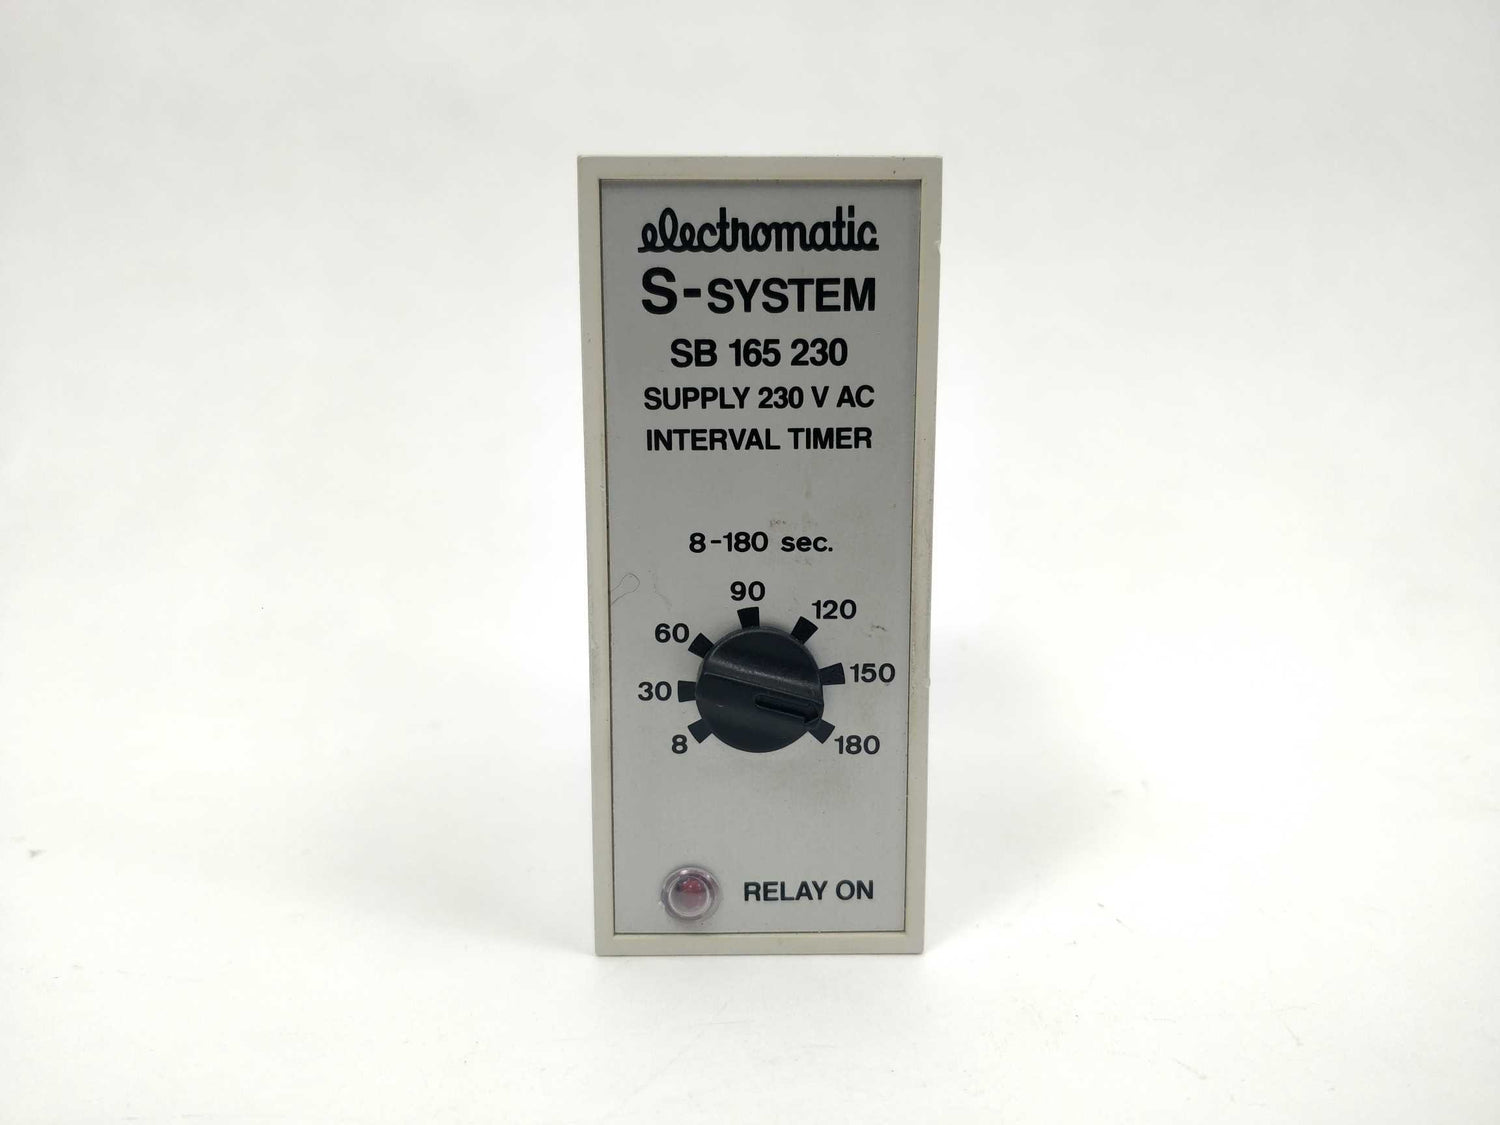 electromatic
S-SYSTEM
SB 165 230
SUPPLY 230 V AC
INTERVAL TIMER
8-180 sec.
90
120
60
150
30
8
180
RELAY ON